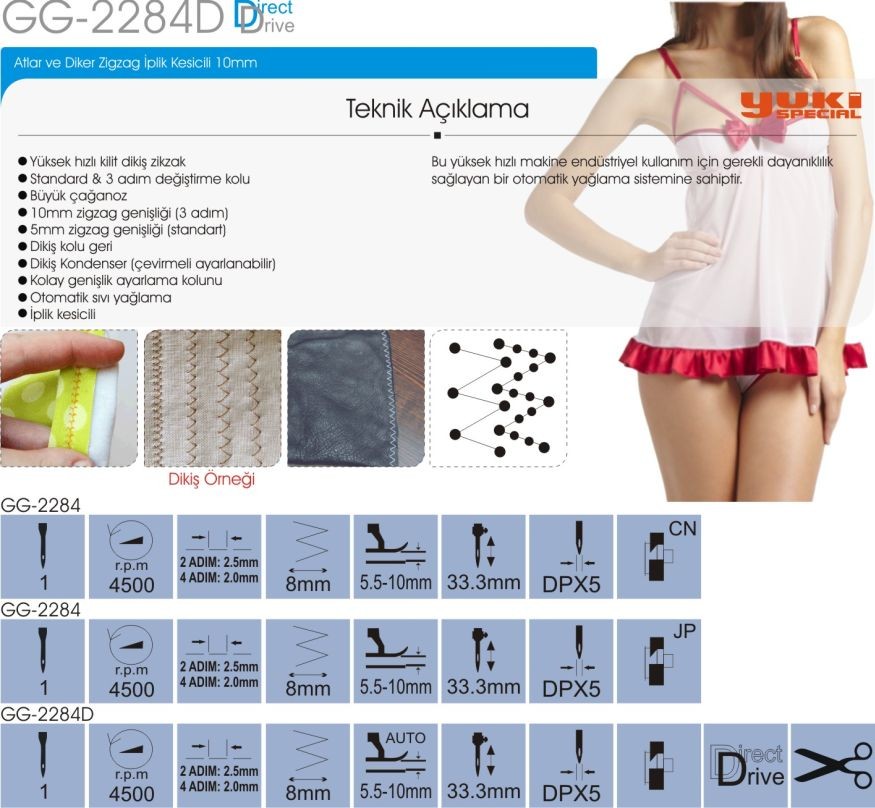 GG-2284D Direct Drive
Atlar ve Diker Zigzag İplik Kesicili 10mm
Teknik Açıklama
YUKI SPECIAL
● Yüksek hızlı kilit dikiş zikzak
● Standard & 3 adım değiştirme kolu
● Büyük çağanoz
● 10mm zigzag genişliği (3 adım)
● 5mm zigzag genişliği (standart)
● Dikiş kolu geri
● Dikiş Kondenser (çevirmeli ayarlanabilir)
● Kolay genişlik ayarlama kolunu
● Otomatik sıvı yağlama
● İplik kesicili
Bu yüksek hızlı makine endüstriyel kullanım için gerekli dayanıklılık
sağlayan bir otomatik yağlama sistemine sahiptir.
Dikiş Örneği
GG-2284
1
r.p.m
4500
2 ADIM: 2.5mm
4 ADIM: 2.0mm
8mm
5.5-10mm
33.3mm
DPX5
CN
GG-2284
1
r.p.m
4500
2 ADIM: 2.5mm
4 ADIM: 2.0mm
8mm
5.5-10mm
33.3mm
DPX5
JP
GG-2284D
1
r.p.m
4500
2 ADIM: 2.5mm
4 ADIM: 2.0mm
8mm
AUTO
5.5-10mm
33.3mm
DPX5
Direct
Drive